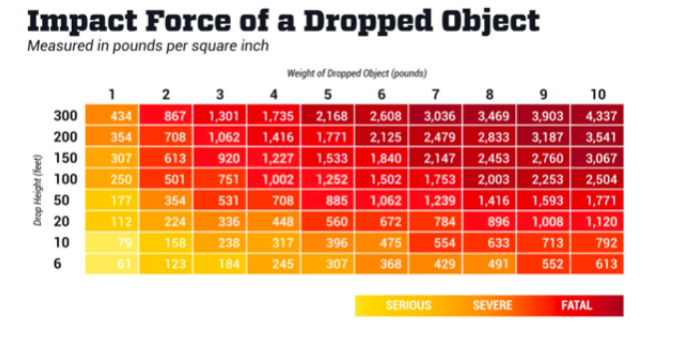 Impact Force of a Dropped Object
Measured in pounds per square inch
Weight of Dropped Object (pounds)
1 2 3 4 5 6 7 8 9 10
Drop Height (feet)
300 434 867 1,301 1,735 2,168 2,608 3,036 3,469 3,903 4,337
200 354 708 1,062 1,416 1,771 2,125 2,479 2,833 3,187 3,541
150 307 613 920 1,227 1,533 1,840 2,147 2,453 2,760 3,067
100 250 501 751 1,002 1,252 1,502 1,753 2,003 2,253 2,504
50 177 354 531 708 885 1,062 1,239 1,416 1,593 1,771
20 112 224 336 448 560 672 784 896 1,008 1,120
10 79 158 238 317 396 475 554 633 713 792
6 61 123 184 245 307 368 429 491 552 613
SERIOUS SEVERE FATAL